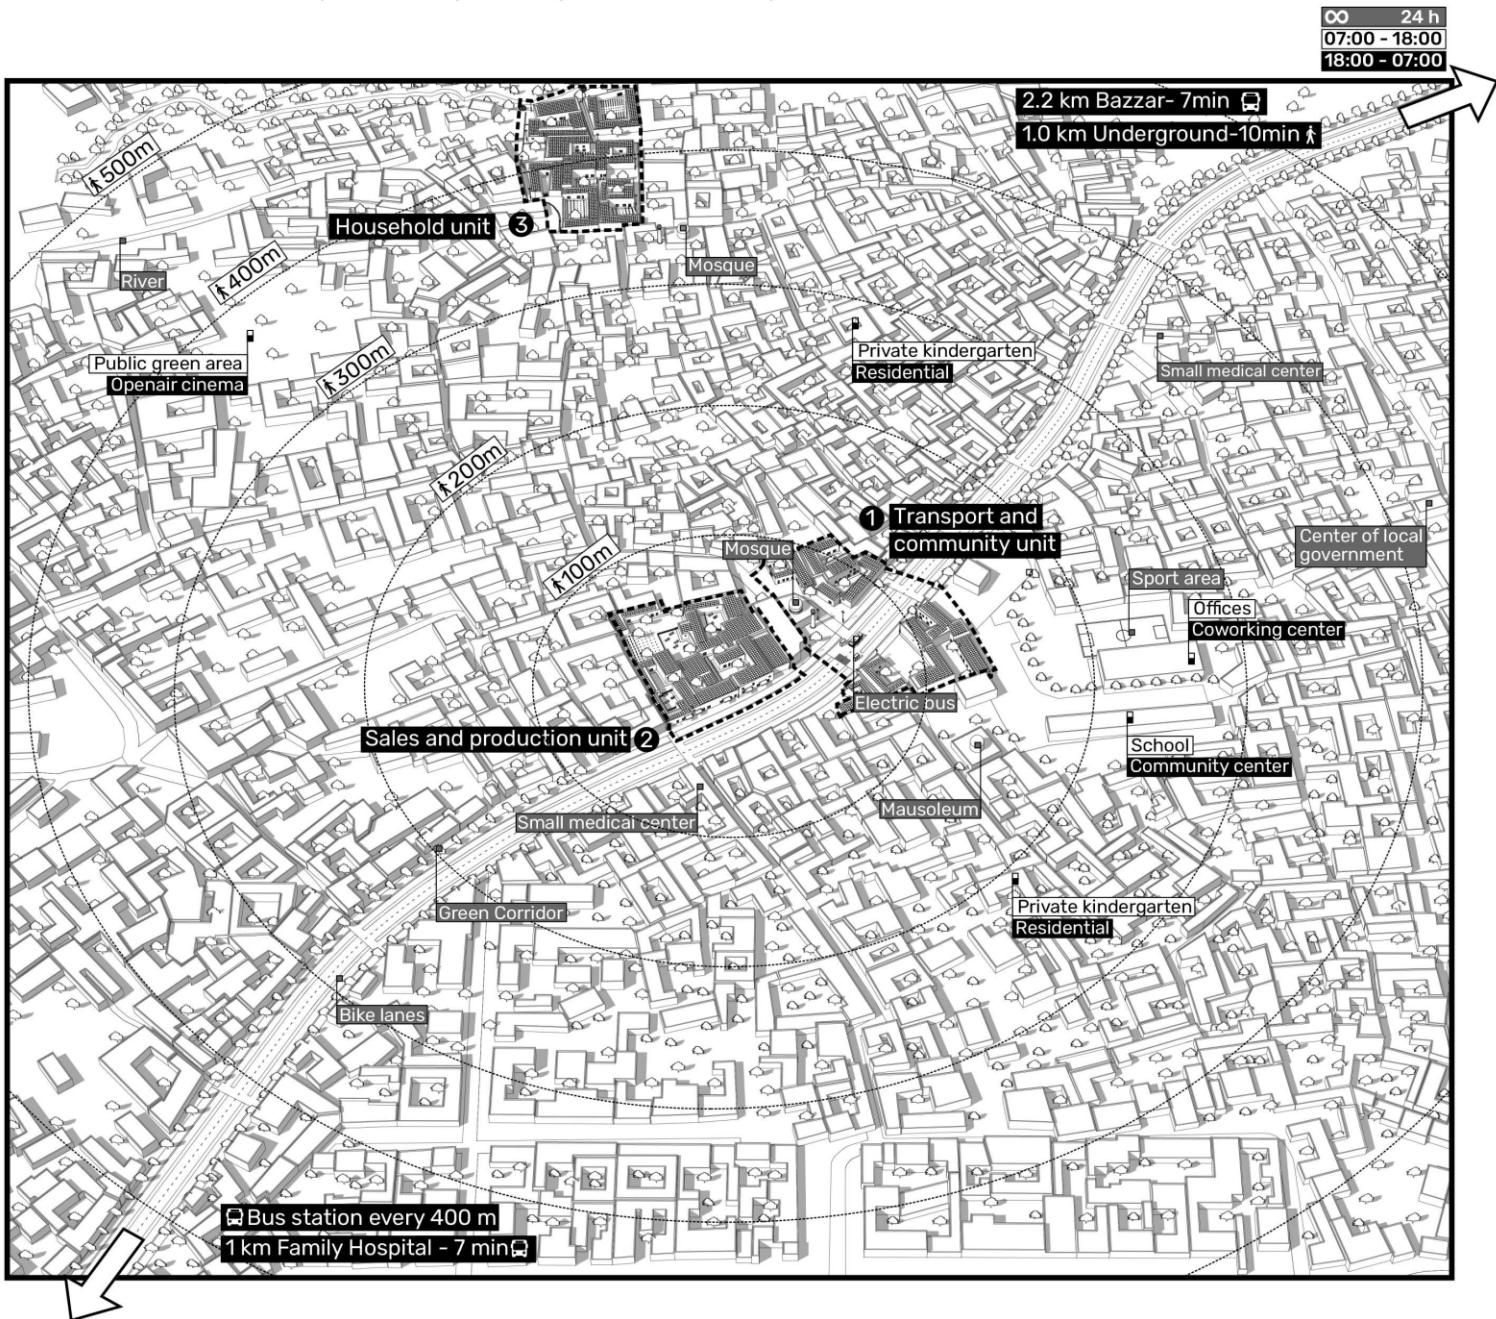 ∞ 24 h
07:00 - 18:00
18:00 - 07:00
2.2 km Bazzar- 7min
1.0 km Underground-10min
500m
Household unit 3
400m
Mosque
River
Public green area
Openair cinema
300m
Private kindergarten
Residential
Small medical center
200m
1 Transport and
community unit
Mosque
100m
Center of local
government
Sport area
Offices
Coworking center
Electric bus
Sales and production unit 2
School
Community center
Mausoleum
Small medical center
Green Corridor
Private kindergarten
Residential
Bike lanes
Bus station every 400 m
1 km Family Hospital - 7 min